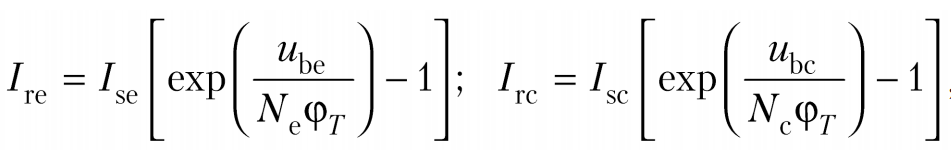 I_re = I_se [exp(u_be / (N_e φ_T)) − 1]; I_rc = I_sc [exp(u_bc / (N_c φ_T)) − 1],